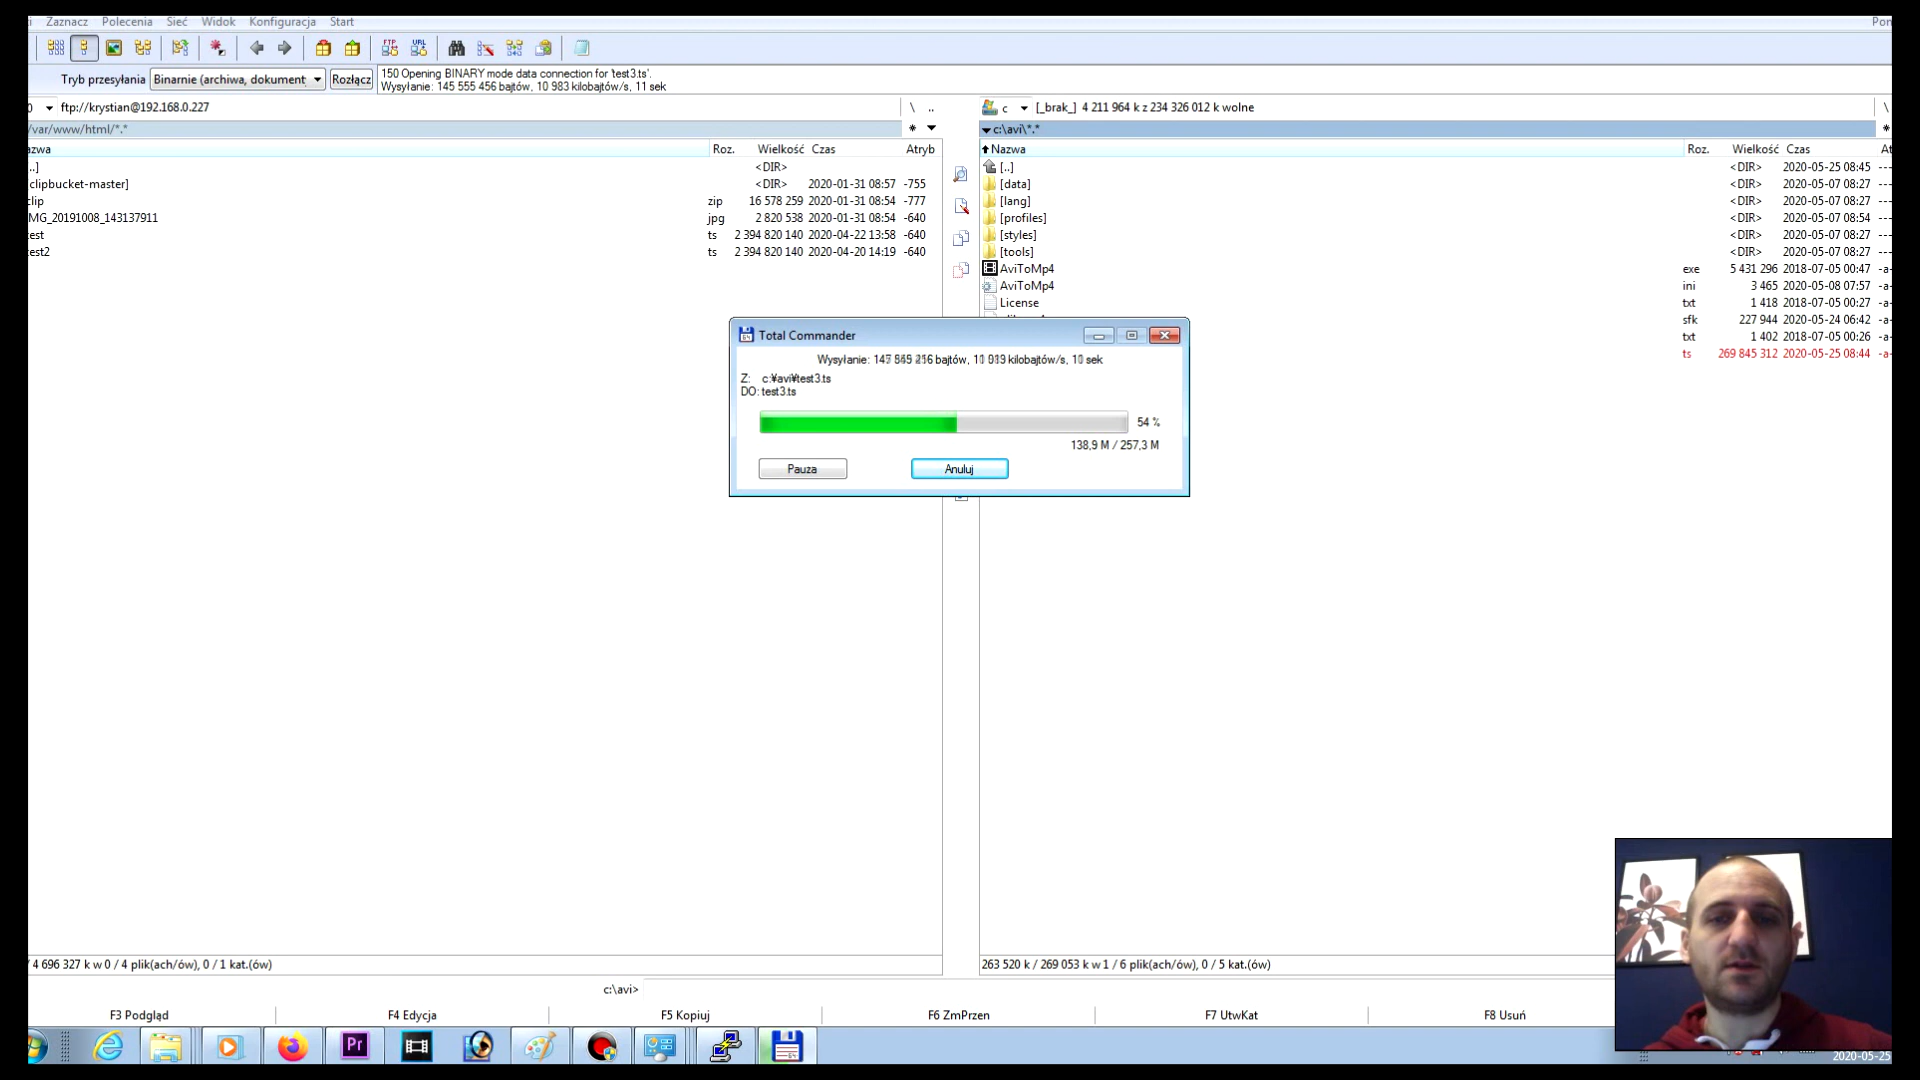 Zaznacz Polecenia Sieć Widok Konfiguracja Start
Tryb przesyłania Binarnie (archiwa, dokument Rozłącz
150 Opening BINARY mode data connection for 'test3.ts'.
Wysyłanie: 145 555 456 bajtów, 10 983 kilobajtów/s, 11 sek
ftp://krystian@192.168.0.227 \ ..
/var/www/html/*.* *
azwa Roz. Wielkość Czas Atryb
..] <DIR>
clipbucket-master] <DIR> 2020-01-31 08:57 -755
clip zip 16 578 259 2020-01-31 08:54 -777
MG_20191008_143137911 jpg 2 820 538 2020-01-31 08:54 -640
est ts 2 394 820 140 2020-04-22 13:58 -640
est2 ts 2 394 820 140 2020-04-20 14:19 -640
c [_brak_] 4 211 964 k z 234 326 012 k wolne \
c:\avi\*.* *
Nazwa Roz. Wielkość Czas At
[..] <DIR> 2020-05-25 08:45 ---
[data] <DIR> 2020-05-07 08:27 ---
[lang] <DIR> 2020-05-07 08:27 ---
[profiles] <DIR> 2020-05-07 08:54 ---
[styles] <DIR> 2020-05-07 08:27 ---
[tools] <DIR> 2020-05-07 08:27 ---
AviToMp4 exe 5 431 296 2018-07-05 00:47 -a-
AviToMp4 ini 3 465 2020-05-08 07:57 -a-
License txt 1 418 2018-07-05 00:27 -a-
sfk 227 944 2020-05-24 06:42 -a-
txt 1 402 2018-07-05 00:26 -a-
ts 269 845 312 2020-05-25 08:44 -a-
Total Commander
Wysyłanie: bajtów, kilobajtów/s, sek
Z: c:¥avi¥test3.ts
DO: test3.ts
54 %
138,9 M / 257,3 M
Pauza Anuluj
/ 4 696 327 k w 0 / 4 plik(ach/ów), 0 / 1 kat.(ów)
263 520 k / 269 053 k w 1 / 6 plik(ach/ów), 0 / 5 kat.(ów)
c:\avi>
F3 Podgląd F4 Edycja F5 Kopiuj F6 ZmPrzen F7 UtwKat F8 Usuń
Pr
2020-05-25